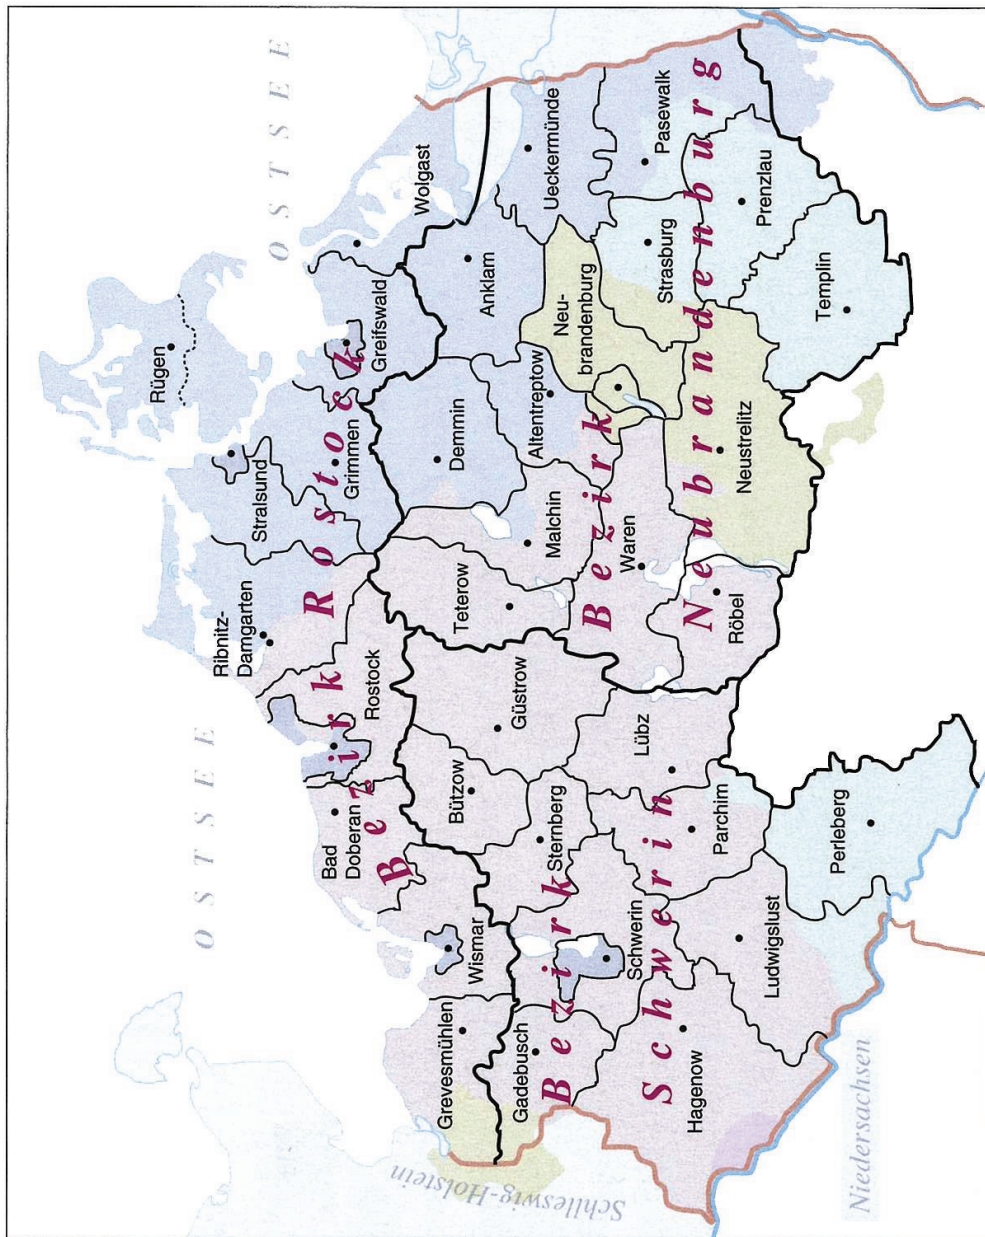 OSTSEE
OSTSEE
Rügen
Stralsund
Ribnitz-
Damgarten
Grimmen
Greifswald
Wolgast
Bezirk Rostock
Rostock
Bad
Doberan
Wismar
Grevesmühlen
Schlleswig-Holstein
Gadebusch
Bützow
Güstrow
Teterow
Demmin
Anklam
Malchin
Altentreptow
Neu-
brandenburg
Ueckermünde
Bezirk
Schwerin
Sternberg
Schwerin
Hagenow
Ludwigslust
Parchim
Lübz
Perleberg
Bezirk
Neubrandenburg
Waren
Röbel
Neustrelitz
Strasburg
Pasewalk
Prenzlau
Templin
Niedersachsen